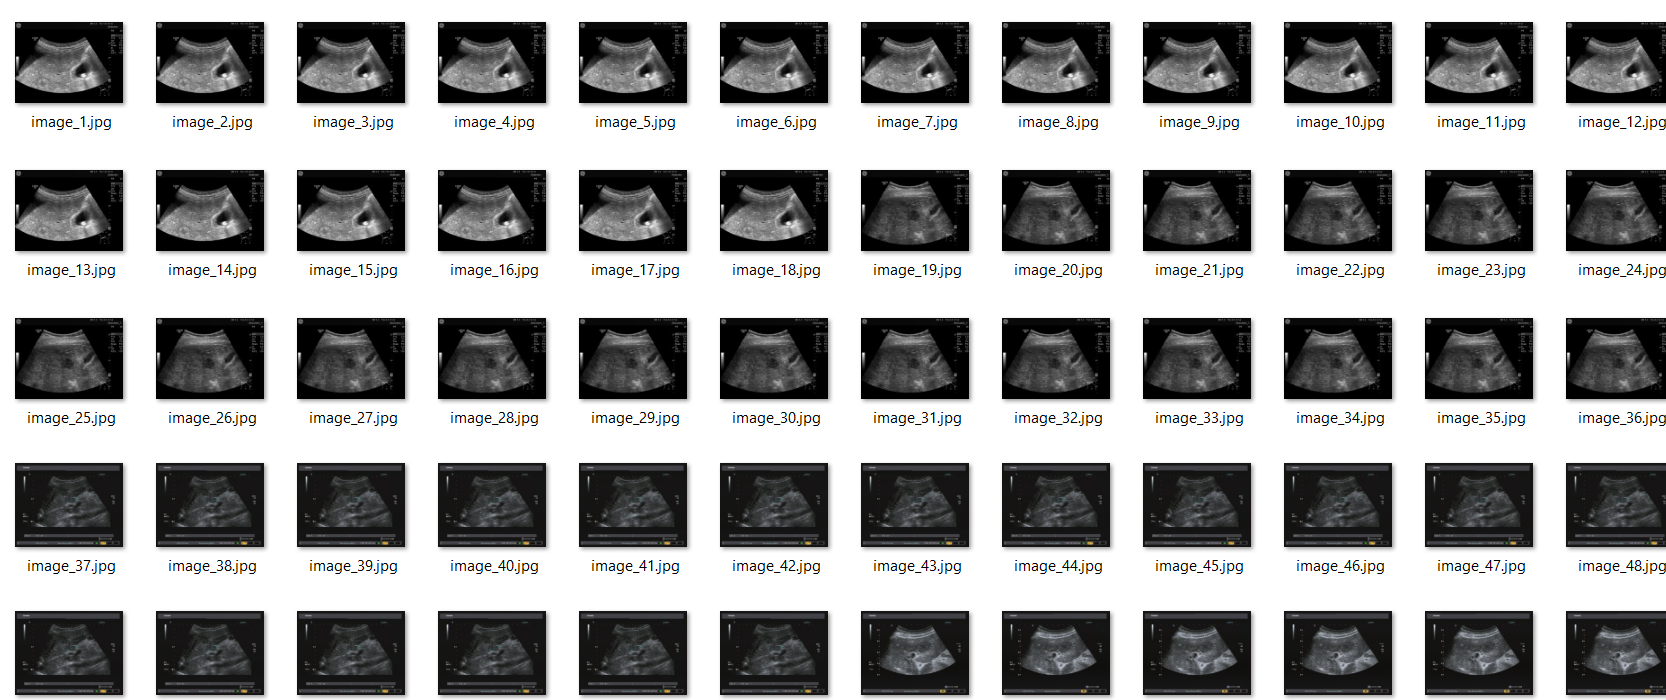 image_1.jpg image_2.jpg image_3.jpg image_4.jpg image_5.jpg image_6.jpg image_7.jpg image_8.jpg image_9.jpg image_10.jpg image_11.jpg image_12.jpg
image_13.jpg image_14.jpg image_15.jpg image_16.jpg image_17.jpg image_18.jpg image_19.jpg image_20.jpg image_21.jpg image_22.jpg image_23.jpg image_24.jpg
image_25.jpg image_26.jpg image_27.jpg image_28.jpg image_29.jpg image_30.jpg image_31.jpg image_32.jpg image_33.jpg image_34.jpg image_35.jpg image_36.jpg
image_37.jpg image_38.jpg image_39.jpg image_40.jpg image_41.jpg image_42.jpg image_43.jpg image_44.jpg image_45.jpg image_46.jpg image_47.jpg image_48.jpg